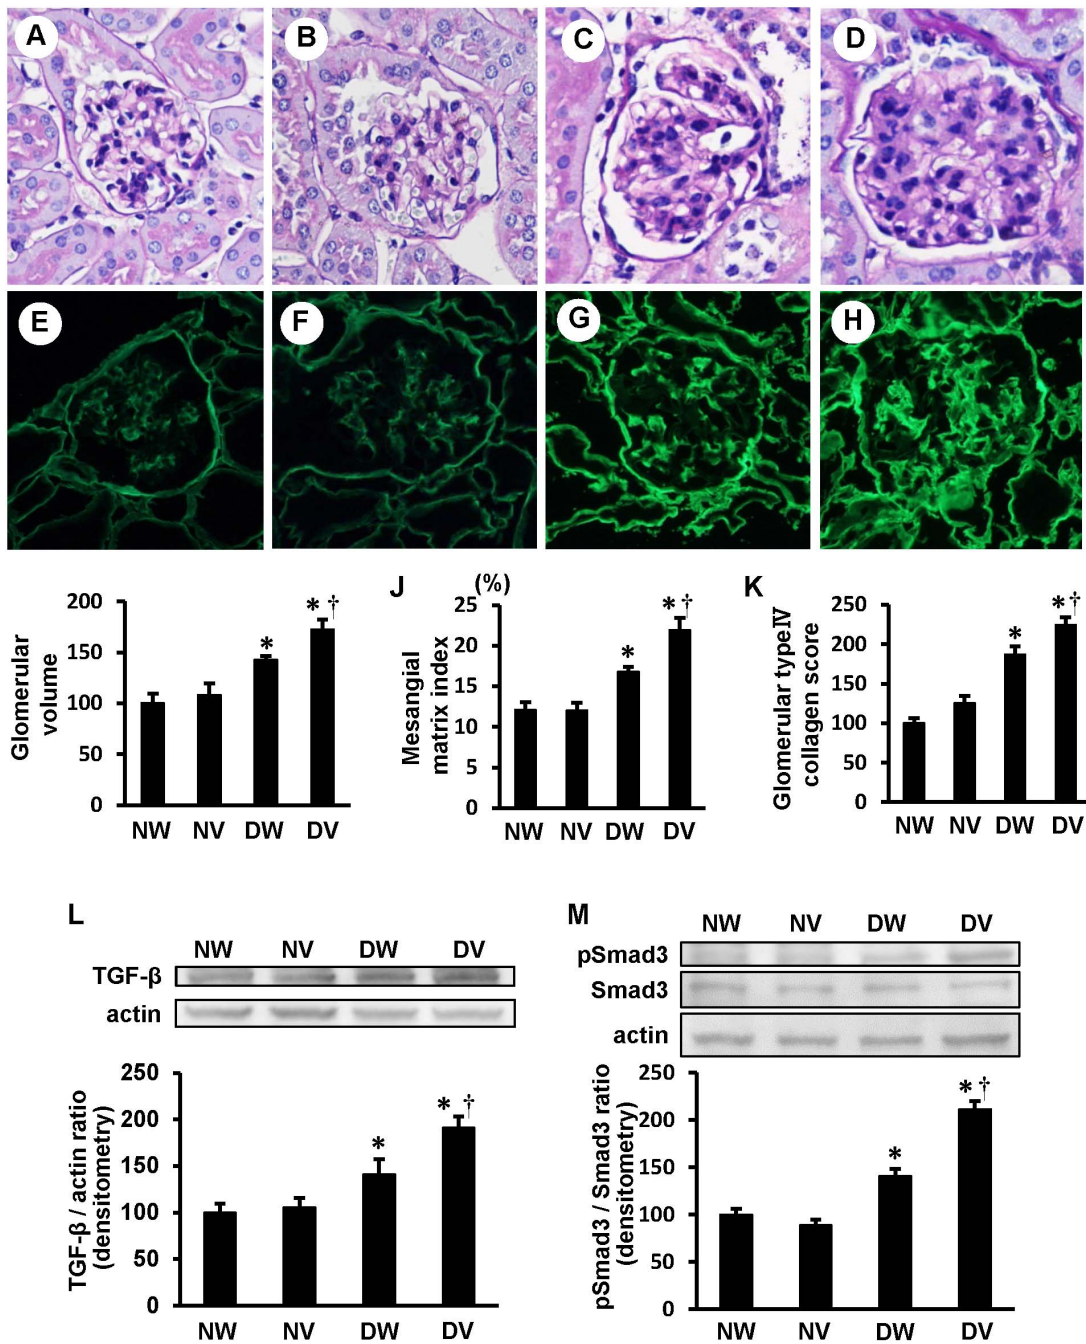 A
B
C
D
E
F
G
H
Glomerular
volume
200
150
100
50
0
NW NV DW DV
*
* †
J
(%)
Mesangial
matrix index
25
20
15
10
5
0
NW NV DW DV
*
* †
K
Glomerular typeⅣ
collagen score
250
200
150
100
50
0
NW NV DW DV
*
* †
L
NW NV DW DV
TGF-β
actin
TGF-β / actin ratio
(densitometry)
250
200
150
100
50
0
*
* †
NW NV DW DV
M
NW NV DW DV
pSmad3
Smad3
actin
pSmad3 / Smad3 ratio
(densitometry)
250
200
150
100
50
0
*
* †
NW NV DW DV